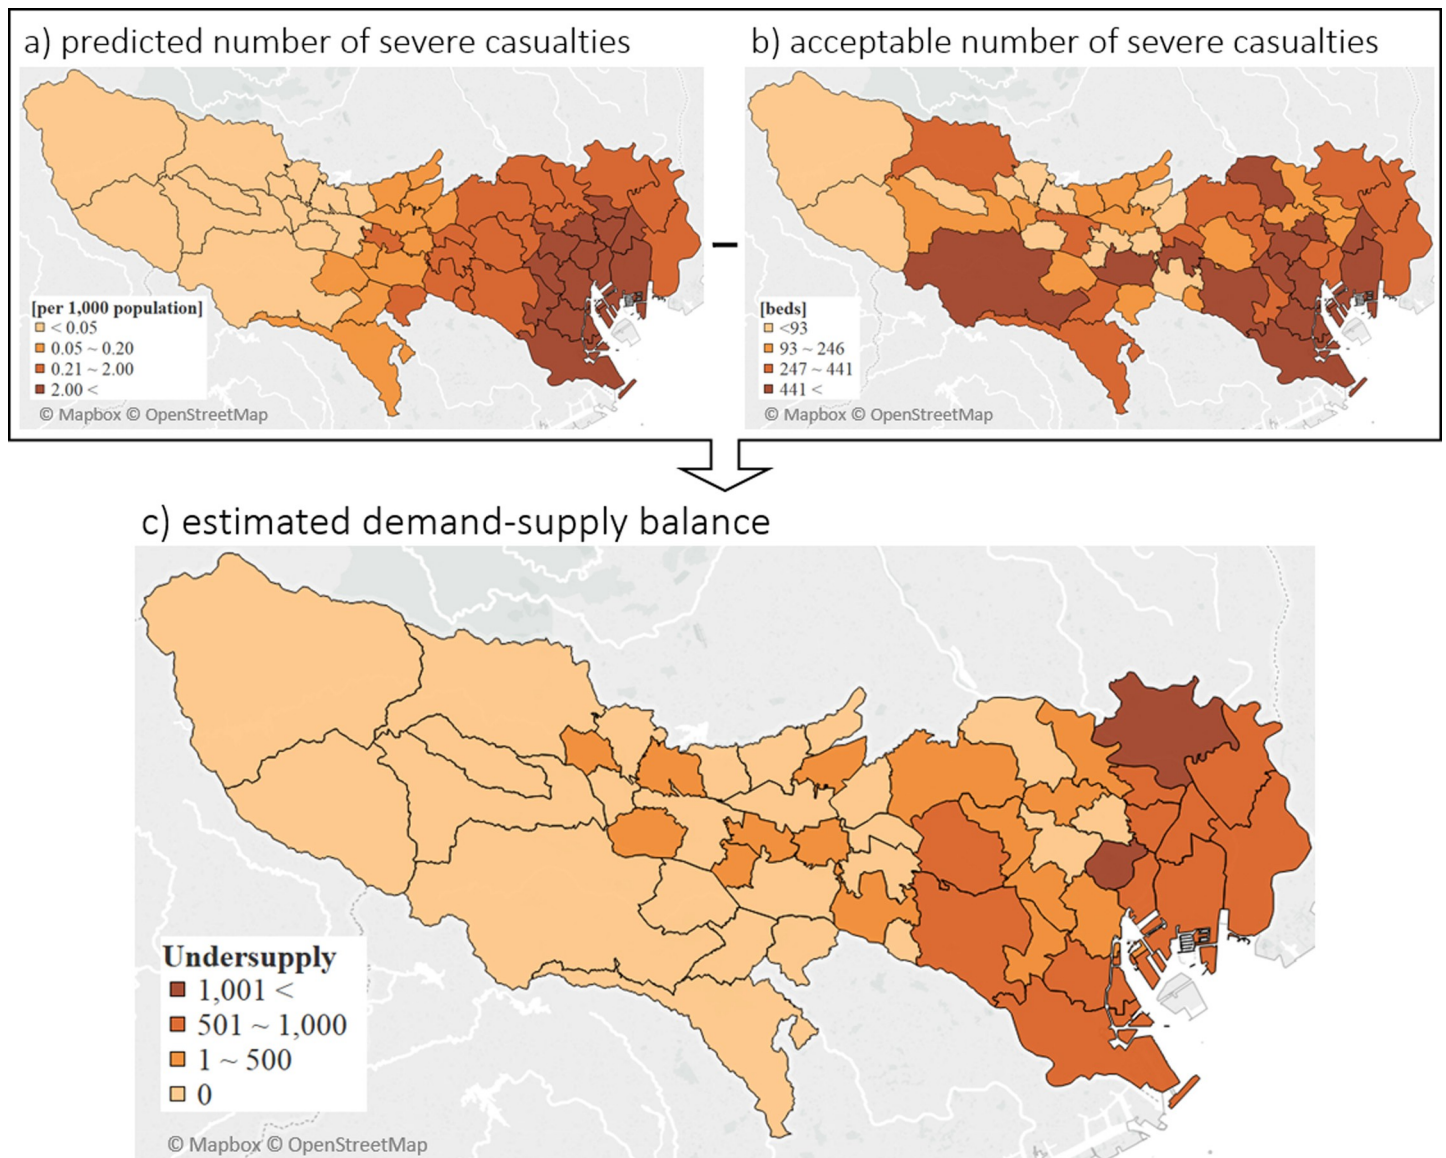 a) predicted number of severe casualties
[per 1,000 population]
< 0.05
0.05 ~ 0.20
0.21 ~ 2.00
2.00 <
© Mapbox © OpenStreetMap
−
b) acceptable number of severe casualties
[beds]
<93
93 ~ 246
247 ~ 441
441 <
© Mapbox © OpenStreetMap
c) estimated demand-supply balance
Undersupply
1,001 <
501 ~ 1,000
1 ~ 500
0
© Mapbox © OpenStreetMap